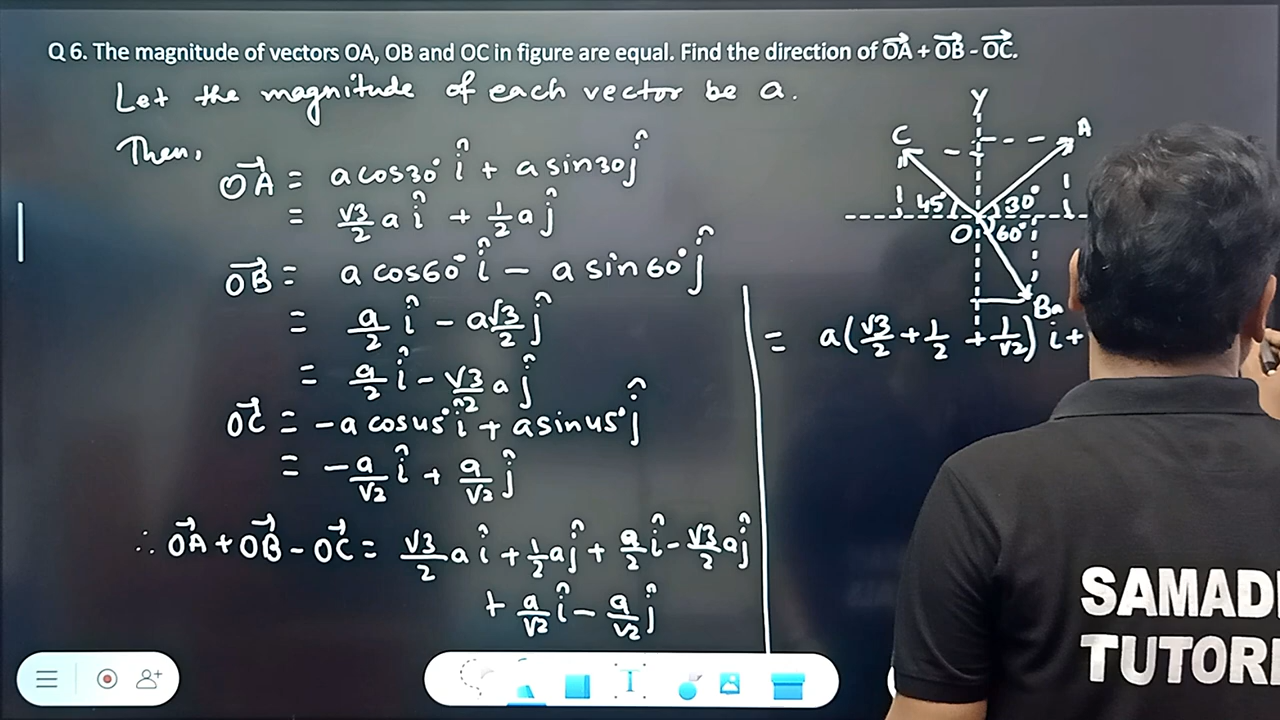 Q 6. The magnitude of vectors OA, OB and OC in figure are equal. Find the direction of OA⃗ + OB⃗ - OC⃗.
Let the magnitude of each vector be a.
Then,
OA⃗ = a cos30° î + a sin30 ĵ
= √3/2 a î + 1/2 a ĵ
OB⃗ = a cos60° î − a sin60° ĵ
= a/2 î − a√3/2 ĵ
= a/2 î − √3/2 a ĵ
OC⃗ = −a cos45° î + a sin45° ĵ
= −a/√2 î + a/√2 ĵ
∴ OA⃗ + OB⃗ − OC⃗ = √3/2 a î + 1/2 a ĵ + a/2 î − √3/2 a ĵ
+ a/√2 î − a/√2 ĵ
Y
C
A
45°
30°
O
60°
Ba
= a(√3/2 + 1/2 + 1/√2) i +
SAMAD
TUTOR